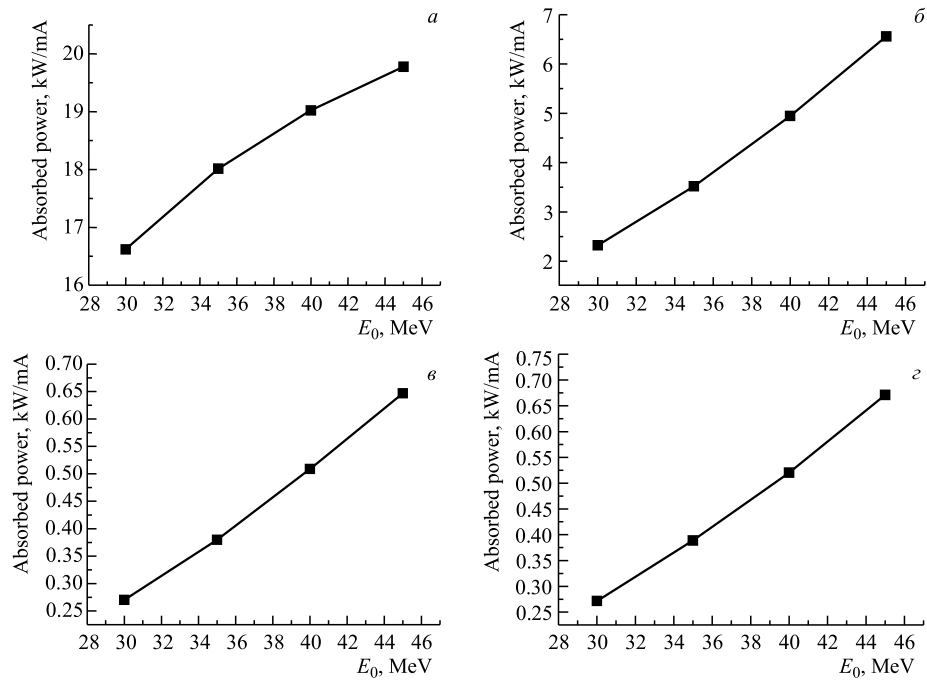 а
Absorbed power, kW/mA
20
19
18
17
16
28 30 32 34 36 38 40 42 44 46
E₀, MeV
б
Absorbed power, kW/mA
7
6
5
4
3
2
28 30 32 34 36 38 40 42 44 46
E₀, MeV
в
Absorbed power, kW/mA
0.70
0.65
0.60
0.55
0.50
0.45
0.40
0.35
0.30
0.25
28 30 32 34 36 38 40 42 44 46
E₀, MeV
г
Absorbed power, kW/mA
0.75
0.70
0.65
0.60
0.55
0.50
0.45
0.40
0.35
0.30
0.25
28 30 32 34 36 38 40 42 44 46
E₀, MeV